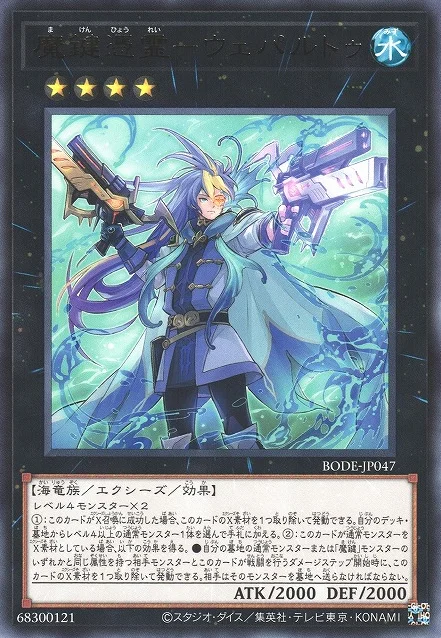 魔鍵憑霊－ウェパルトゥ
水
【海竜族／エクシーズ／効果】
BODE-JP047
レベル4モンスター×2
①：このカードがX召喚に成功した場合、このカードのX素材を1つ取り除いて発動できる。自分のデッキ・
墓地からレベル4以上の通常モンスター1体を選んで手札に加える。②：このカードが通常モンスターを
X素材としている場合、以下の効果を得る。●自分の墓地の通常モンスターまたは「魔鍵」モンスターの
いずれかと同じ属性を持つ相手モンスターとこのカードが戦闘を行うダメージステップ開始時に、この
カードのX素材を1つ取り除いて発動できる。相手はそのモンスターを墓地へ送らなければならない。
ATK/2000 DEF/2000
68300121
©スタジオ・ダイス／集英社・テレビ東京・KONAMI